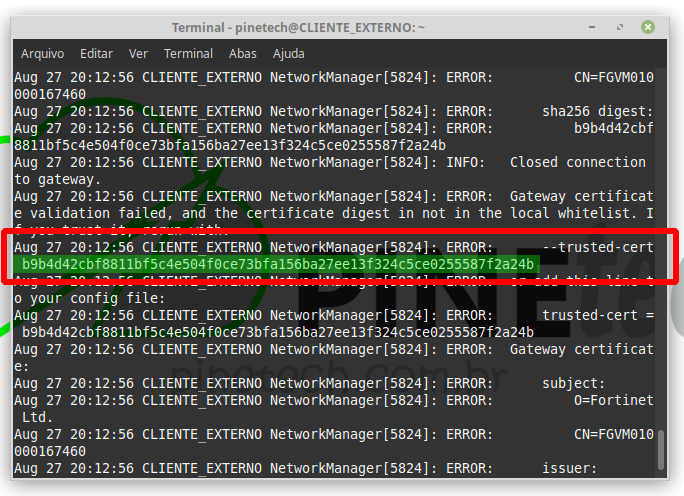 Terminal - pinetech@CLIENTE_EXTERNO: ~
Arquivo Editar Ver Terminal Abas Ajuda
Aug 27 20:12:56 CLIENTE_EXTERNO NetworkManager[5824]: ERROR: CN=FGVM010
000167460
Aug 27 20:12:56 CLIENTE_EXTERNO NetworkManager[5824]: ERROR: sha256 digest:
Aug 27 20:12:56 CLIENTE_EXTERNO NetworkManager[5824]: ERROR: b9b4d42cbf
8811bf5c4e504f0ce73bfa156ba27ee13f324c5ce0255587f2a24b
Aug 27 20:12:56 CLIENTE_EXTERNO NetworkManager[5824]: INFO: Closed connection
to gateway.
Aug 27 20:12:56 CLIENTE_EXTERNO NetworkManager[5824]: ERROR: Gateway certificat
e validation failed, and the certificate digest in not in the local whitelist. I
f you trust it, rerun with:
Aug 27 20:12:56 CLIENTE_EXTERNO NetworkManager[5824]: ERROR: --trusted-cert
b9b4d42cbf8811bf5c4e504f0ce73bfa156ba27ee13f324c5ce0255587f2a24b
Aug 27 20:12:56 CLIENTE_EXTERNO NetworkManager[5824]: ERROR: or add this line t
o your config file:
Aug 27 20:12:56 CLIENTE_EXTERNO NetworkManager[5824]: ERROR: trusted-cert =
b9b4d42cbf8811bf5c4e504f0ce73bfa156ba27ee13f324c5ce0255587f2a24b
Aug 27 20:12:56 CLIENTE_EXTERNO NetworkManager[5824]: ERROR: Gateway certificat
e:
Aug 27 20:12:56 CLIENTE_EXTERNO NetworkManager[5824]: ERROR: subject:
Aug 27 20:12:56 CLIENTE_EXTERNO NetworkManager[5824]: ERROR: O=Fortinet
Ltd.
Aug 27 20:12:56 CLIENTE_EXTERNO NetworkManager[5824]: ERROR: CN=FGVM010
000167460
Aug 27 20:12:56 CLIENTE_EXTERNO NetworkManager[5824]: ERROR: issuer:
PINE
pinetech.com.br